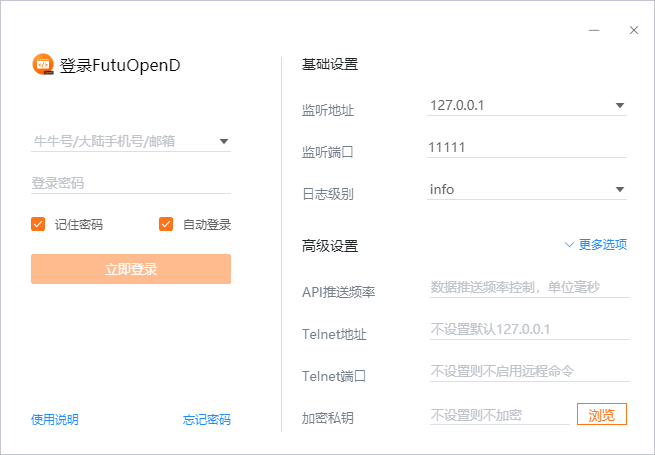 登录FutuOpenD
牛牛号/大陆手机号/邮箱
登录密码
记住密码 自动登录
立即登录
使用说明 忘记密码
基础设置
监听地址 127.0.0.1
监听端口 11111
日志级别 info
高级设置 更多选项
API推送频率 数据推送频率控制，单位毫秒
Telnet地址 不设置默认127.0.0.1
Telnet端口 不设置则不启用远程命令
加密私钥 不设置则不加密 浏览